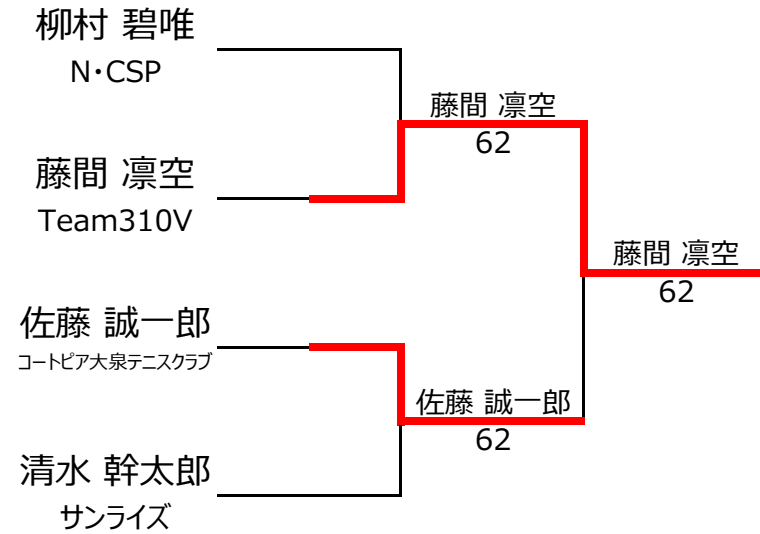 柳村 碧唯
N・CSP
藤間 凛空
62
藤間 凛空
Team310V
藤間 凛空
62
佐藤 誠一郎
コートピア大泉テニスクラブ
佐藤 誠一郎
62
清水 幹太郎
サンライズ